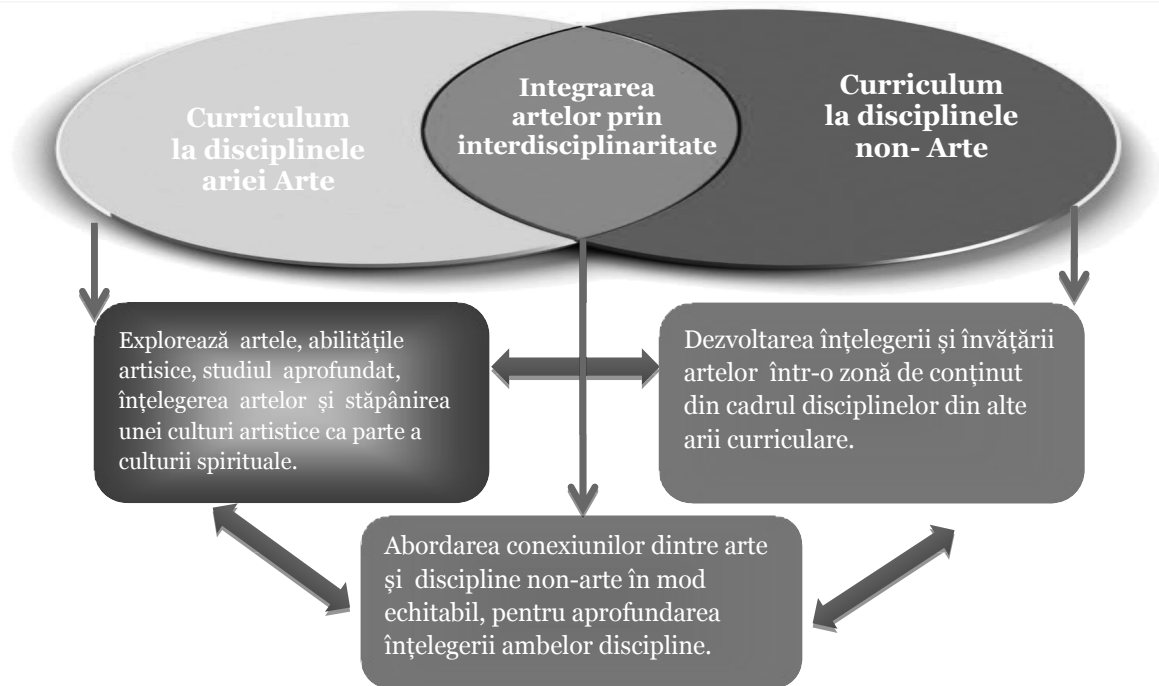 Curriculum
la disciplinele
ariei Arte
Integrarea
artelor prin
interdisciplinaritate
Curriculum
la disciplinele
non- Arte
Explorează artele, abilitățile
artisice, studiul aprofundat,
înțelegerea artelor și stăpânirea
unei culturi artistice ca parte a
culturii spirituale.
Dezvoltarea înțelegerii și învățării
artelor într-o zonă de conținut
din cadrul disciplinelor din alte
arii curriculare.
Abordarea conexiunilor dintre arte
și discipline non-arte în mod
echitabil, pentru aprofundarea
înțelegerii ambelor discipline.